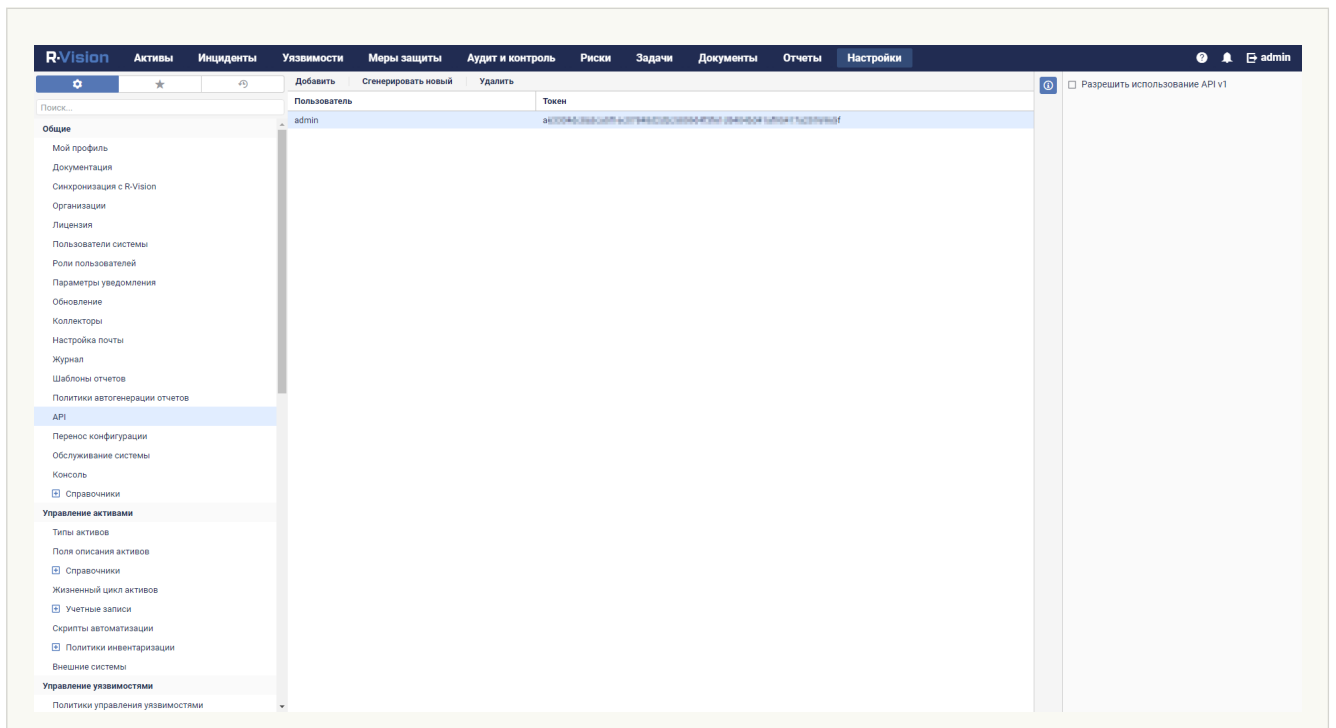 R·Vision Активы Инциденты Уязвимости Меры защиты Аудит и контроль Риски Задачи Документы Отчеты Настройки admin
Добавить Сгенерировать новый Удалить
Разрешить использование API v1
Поиск...
Пользователь Токен
admin
Общие
Мой профиль
Документация
Синхронизация с R-Vision
Организации
Лицензия
Пользователи системы
Роли пользователей
Параметры уведомления
Обновление
Коллекторы
Настройка почты
Журнал
Шаблоны отчетов
Политики автогенерации отчетов
API
Перенос конфигурации
Обслуживание системы
Консоль
Справочники
Управление активами
Типы активов
Поля описания активов
Справочники
Жизненный цикл активов
Учетные записи
Скрипты автоматизации
Политики инвентаризации
Внешние системы
Управление уязвимостями
Политики управления уязвимостями